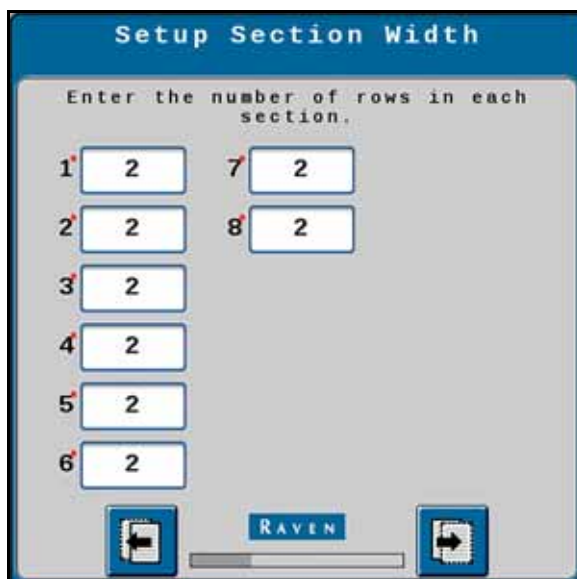 Setup Section Width
Enter the number of rows in each
section.
1 2
7 2
2 2
8 2
3 2
4 2
5 2
6 2
RAVEN